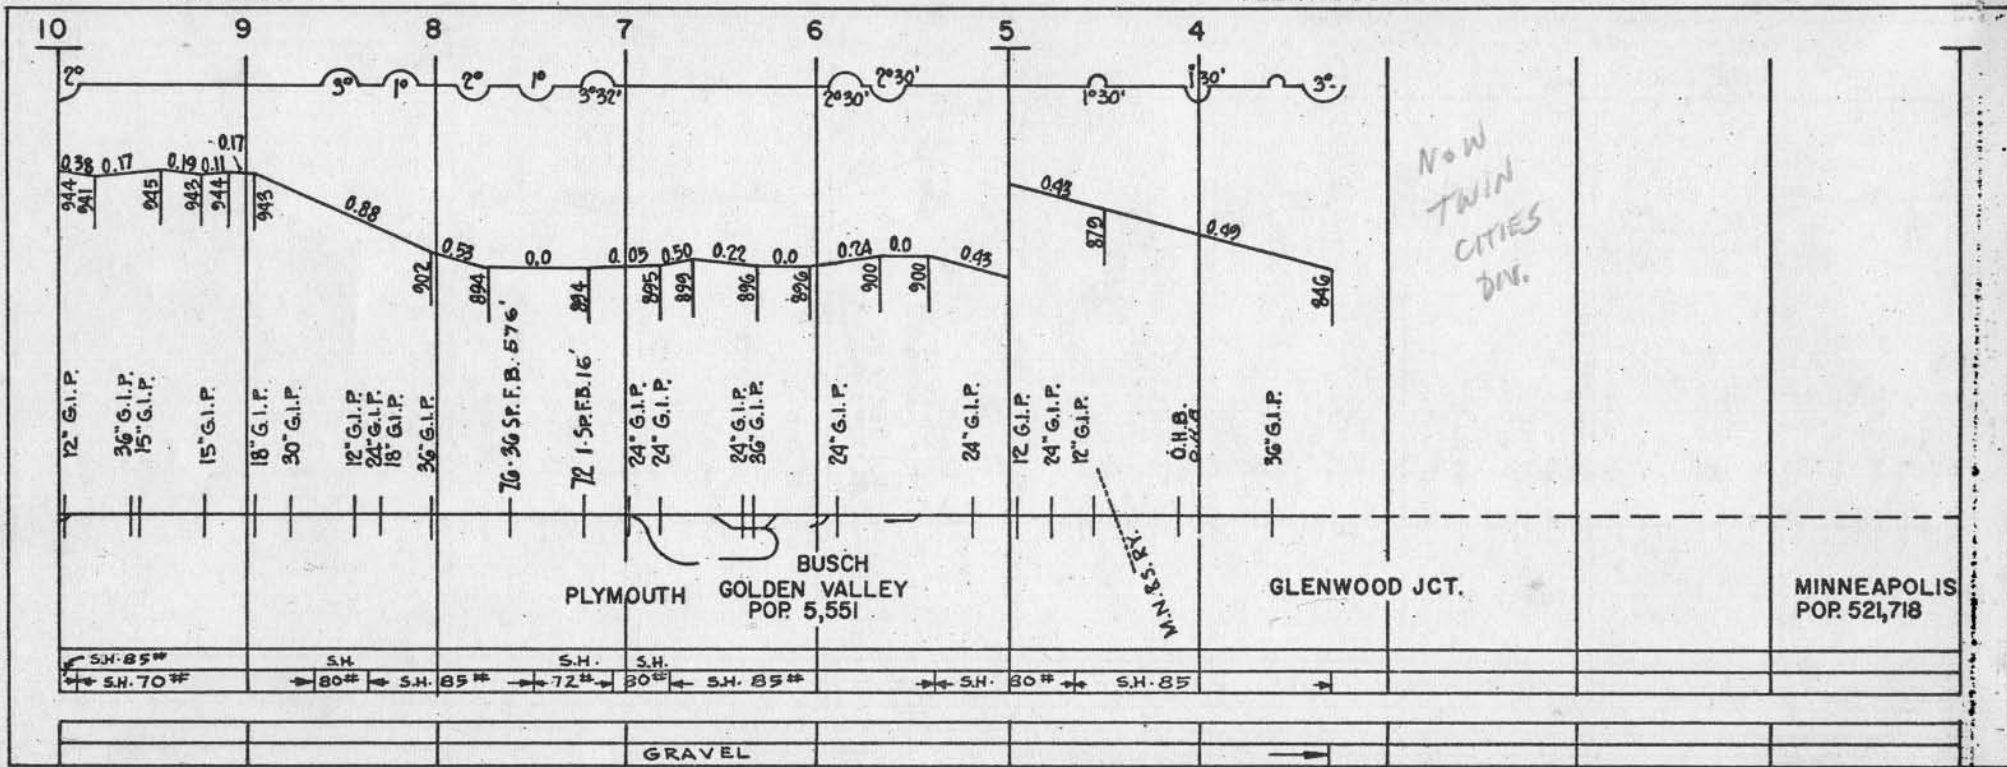 10 9 8 7 6 5 4
2° 3° 1° 2° 1° 3°32' 2°30' 2°30' 1°30' 1°30' 3°
0.38 0.17 0.19 0.11 0.17 0.88 0.53 0.0 0.05 0.50 0.22 0.0 0.24 0.0 0.43 0.43 0.49
944 941 945 943 944 943 902 894 894 895 899 896 896 900 900 879 846
NOW
TWIN
CITIES
DIV.
12" G.I.P.
36" G.I.P.
15" G.I.P.
15" G.I.P.
18" G.I.P.
30" G.I.P.
12" G.I.P.
24" G.I.P.
18" G.I.P.
36" G.I.P.
76-36 SP. F.B. 576'
72 1-SP. F.B. 16'
24" G.I.P.
24" G.I.P.
24" G.I.P.
36" G.I.P.
24" G.I.P.
24" G.I.P.
12 G.I.P.
24" G.I.P.
12" G.I.P.
O.H.B.
O.H.B.
36" G.I.P.
M.N.&S. RY.
PLYMOUTH
BUSCH
GOLDEN VALLEY
POP. 5,551
GLENWOOD JCT.
MINNEAPOLIS
POP. 521,718
S.H. 85# S.H. S.H. S.H.
S.H. 70# 80# S.H. 85# 72# 80# S.H. 85# S.H. 80# S.H. 85
GRAVEL